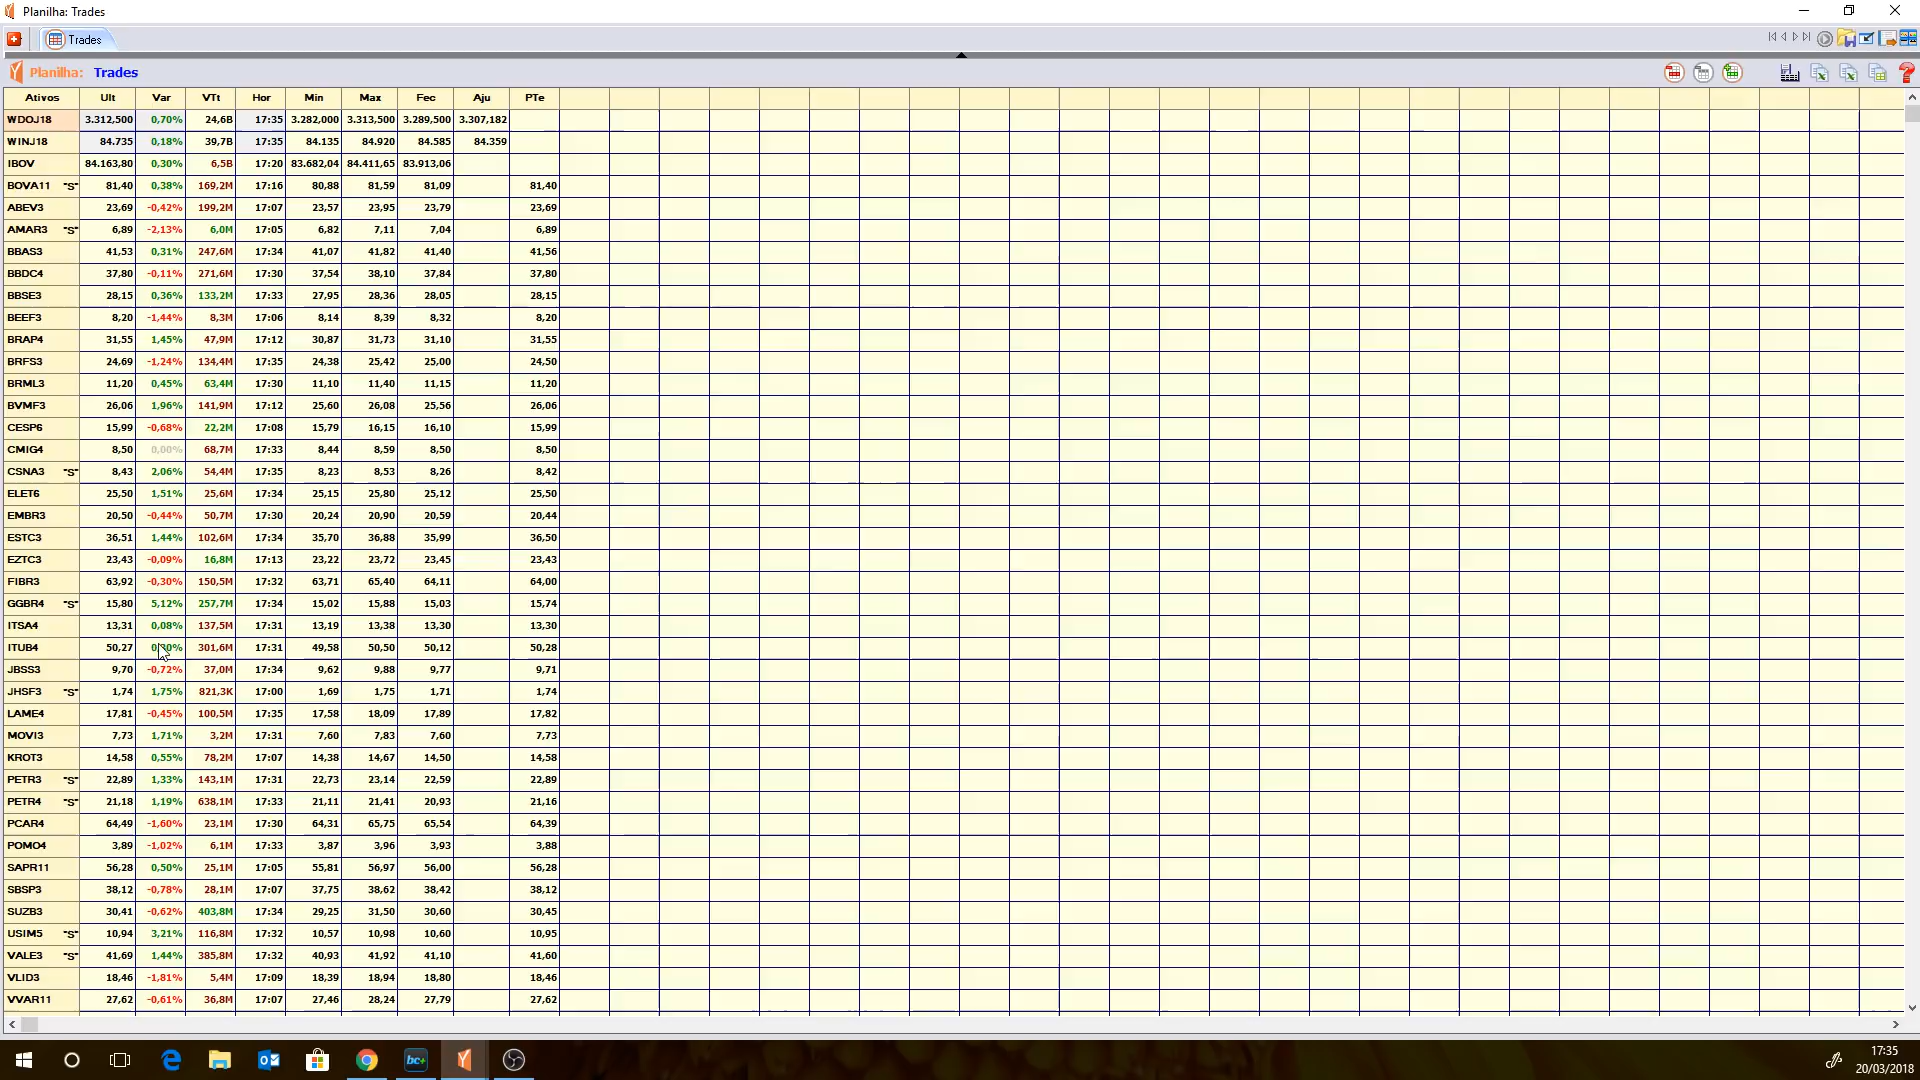 Planilha: Trades
Trades
Planilha: Trades
Ativos Ult Var VTt Hor Min Max Fec Aju PTe
WDOJ18 3.312,500 0,70% 24,6B 17:35 3.282,000 3.313,500 3.289,500 3.307,182
WINJ18 84.735 0,18% 39,7B 17:35 84.135 84.920 84.585 84.359
IBOV 84.163,80 0,30% 6,5B 17:20 83.682,04 84.411,65 83.913,06
BOVA11 "S" 81,40 0,38% 169,2M 17:16 80,88 81,59 81,09 81,40
ABEV3 23,69 -0,42% 199,2M 17:07 23,57 23,95 23,79 23,69
AMAR3 "S" 6,89 -2,13% 6,0M 17:05 6,82 7,11 7,04 6,89
BBAS3 41,53 0,31% 247,6M 17:34 41,07 41,82 41,40 41,56
BBDC4 37,80 -0,11% 271,6M 17:30 37,54 38,10 37,84 37,80
BBSE3 28,15 0,36% 133,2M 17:33 27,95 28,36 28,05 28,15
BEEF3 8,20 -1,44% 8,3M 17:06 8,14 8,39 8,32 8,20
BRAP4 31,55 1,45% 47,9M 17:12 30,87 31,73 31,10 31,55
BRFS3 24,69 -1,24% 134,4M 17:35 24,38 25,42 25,00 24,50
BRML3 11,20 0,45% 63,4M 17:30 11,10 11,40 11,15 11,20
BVMF3 26,06 1,96% 141,9M 17:12 25,60 26,08 25,56 26,06
CESP6 15,99 -0,68% 22,2M 17:08 15,79 16,15 16,10 15,99
CMIG4 8,50 0,00% 68,7M 17:33 8,44 8,59 8,50 8,50
CSNA3 "S" 8,43 2,06% 54,4M 17:35 8,23 8,53 8,26 8,42
ELET6 25,50 1,51% 25,6M 17:34 25,15 25,80 25,12 25,50
EMBR3 20,50 -0,44% 50,7M 17:30 20,24 20,90 20,59 20,44
ESTC3 36,51 1,44% 102,6M 17:34 35,70 36,88 35,99 36,50
EZTC3 23,43 -0,09% 16,8M 17:13 23,22 23,72 23,45 23,43
FIBR3 63,92 -0,30% 150,5M 17:32 63,71 65,40 64,11 64,00
GGBR4 "S" 15,80 5,12% 257,7M 17:34 15,02 15,88 15,03 15,74
ITSA4 13,31 0,08% 137,5M 17:31 13,19 13,38 13,30 13,30
ITUB4 50,27 301,6M 17:31 49,58 50,50 50,12 50,28
JBSS3 9,70 -0,72% 37,0M 17:34 9,62 9,88 9,77 9,71
JHSF3 "S" 1,74 1,75% 821,3K 17:00 1,69 1,75 1,71 1,74
LAME4 17,81 -0,45% 100,5M 17:35 17,58 18,09 17,89 17,82
MOVI3 7,73 1,71% 3,2M 17:31 7,60 7,83 7,60 7,73
KROT3 14,58 0,55% 78,2M 17:07 14,38 14,67 14,50 14,58
PETR3 "S" 22,89 1,33% 143,1M 17:31 22,73 23,14 22,59 22,89
PETR4 "S" 21,18 1,19% 638,1M 17:33 21,11 21,41 20,93 21,16
PCAR4 64,49 -1,60% 23,1M 17:30 64,31 65,75 65,54 64,39
POMO4 3,89 -1,02% 6,1M 17:33 3,87 3,96 3,93 3,88
SAPR11 56,28 0,50% 25,1M 17:05 55,81 56,97 56,00 56,28
SBSP3 38,12 -0,78% 28,1M 17:07 37,75 38,62 38,42 38,12
SUZB3 30,41 -0,62% 403,8M 17:34 29,25 31,50 30,60 30,45
USIM5 "S" 10,94 3,21% 116,8M 17:32 10,57 10,98 10,60 10,95
VALE3 "S" 41,69 1,44% 385,8M 17:32 40,93 41,92 41,10 41,60
VLID3 18,46 -1,81% 5,4M 17:09 18,39 18,94 18,80 18,46
VVAR11 27,62 -0,61% 36,8M 17:07 27,46 28,24 27,79 27,62
bc+
17:35
20/03/2018